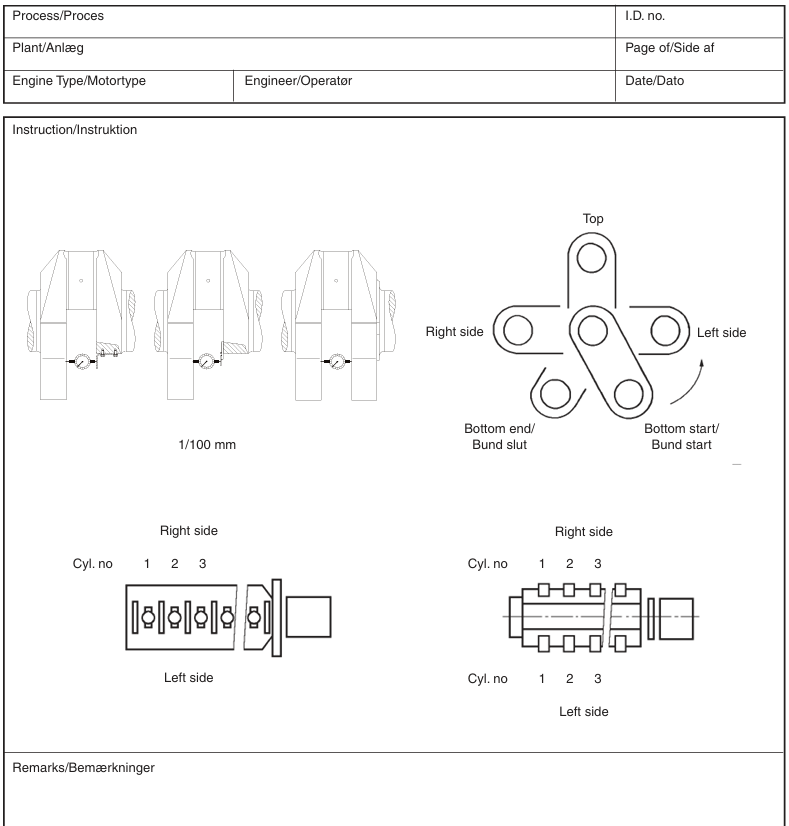 Process/Proces
I.D. no.
Plant/Anlæg
Page of/Side af
Engine Type/Motortype
Engineer/Operatør
Date/Dato
Instruction/Instruktion
Top
Right side
Left side
Bottom end/
Bund slut
Bottom start/
Bund start
1/100 mm
Right side
Cyl. no 1 2 3
Left side
Right side
Cyl. no 1 2 3
Cyl. no 1 2 3
Left side
Remarks/Bemærkninger